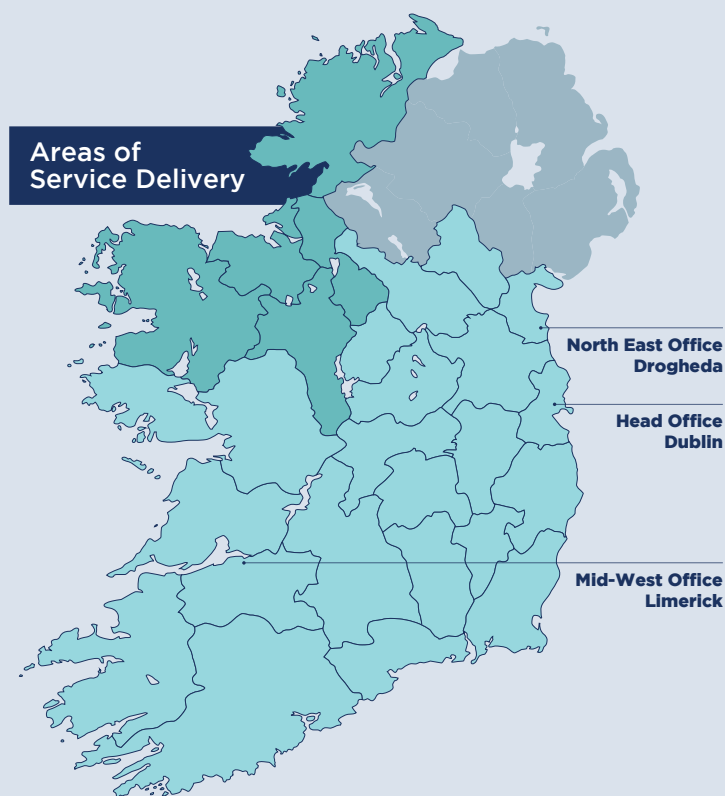 Areas of
Service Delivery
North East Office
Drogheda
Head Office
Dublin
Mid-West Office
Limerick